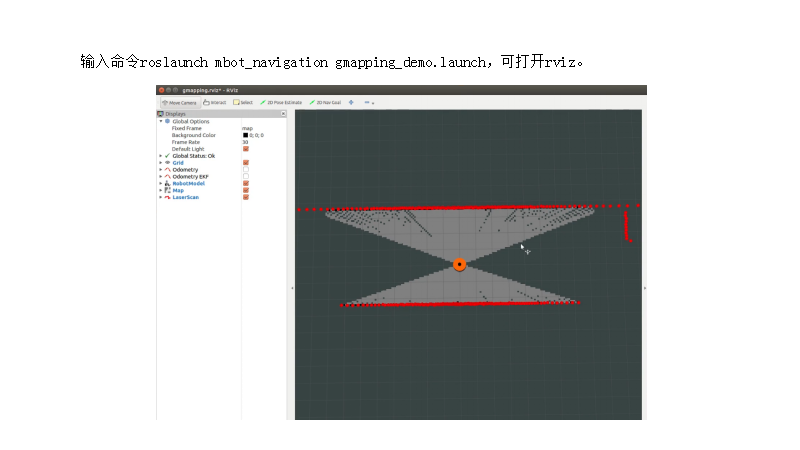 输入命令roslaunch mbot_navigation gmapping_demo.launch，可打开rviz。
gmapping.rviz* - RViz
Move Camera Interact Select 2D Pose Estimate 2D Nav Goal
Displays
Global Options
Fixed Frame map
Background Color 0; 0; 0
Frame Rate 30
Default Light
Global Status: Ok
Grid
Odometry
Odometry EKF
RobotModel
Map
LaserScan